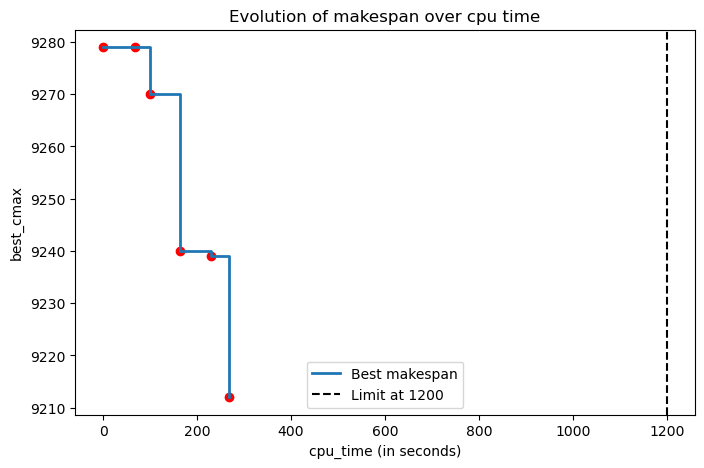 Evolution of makespan over cpu time
best_cmax
9280
9270
9260
9250
9240
9230
9220
9210
Best makespan
Limit at 1200
0 200 400 600 800 1000 1200
cpu_time (in seconds)